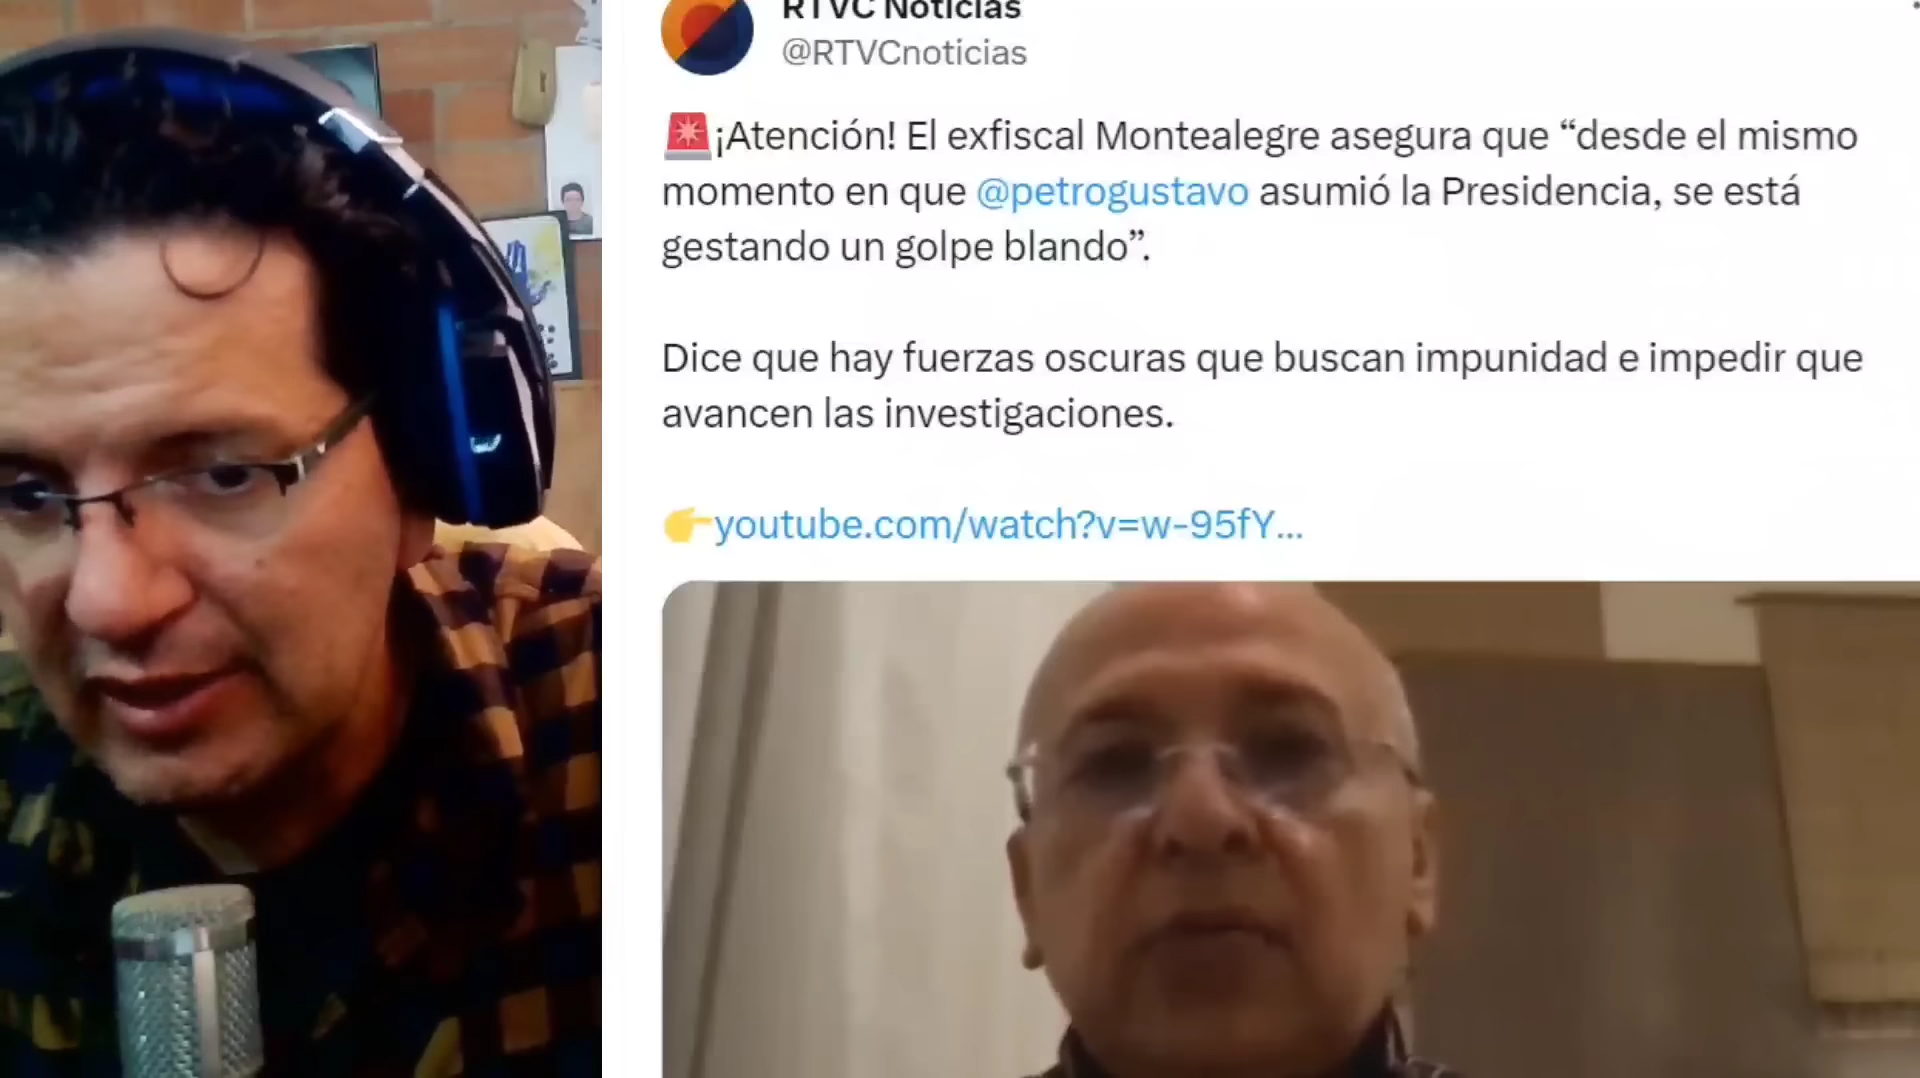 RTVC Noticias
@RTVCnoticias
🚨¡Atención! El exfiscal Montealegre asegura que “desde el mismo
momento en que @petrogustavo asumió la Presidencia, se está
gestando un golpe blando”.
Dice que hay fuerzas oscuras que buscan impunidad e impedir que
avancen las investigaciones.
👉youtube.com/watch?v=w-95fY...